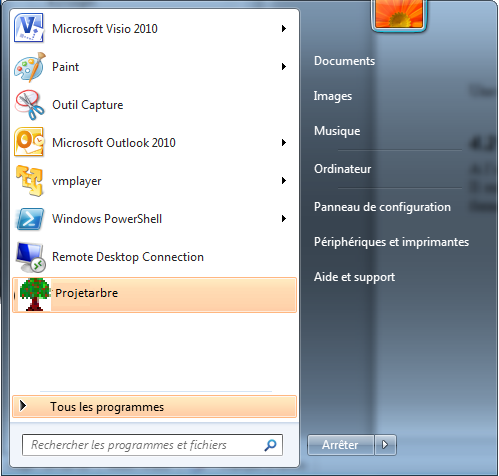 Microsoft Visio 2010
Paint
Outil Capture
Microsoft Outlook 2010
vmplayer
Windows PowerShell
Remote Desktop Connection
Projetarbre
Tous les programmes
Rechercher les programmes et fichiers
Documents
Images
Musique
Ordinateur
Panneau de configuration
Périphériques et imprimantes
Aide et support
Arrêter